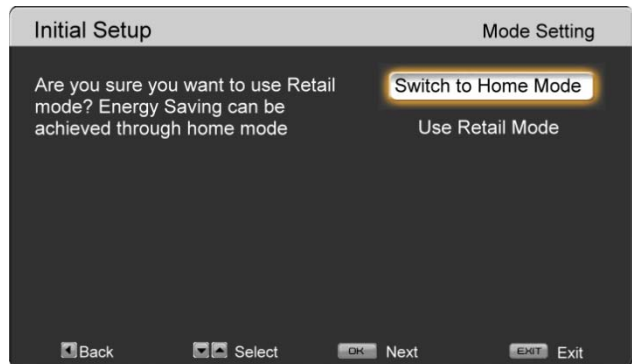 Initial Setup Mode Setting
Are you sure you want to use Retail
mode? Energy Saving can be
achieved through home mode
Switch to Home Mode
Use Retail Mode
Back Select OK Next EXIT Exit